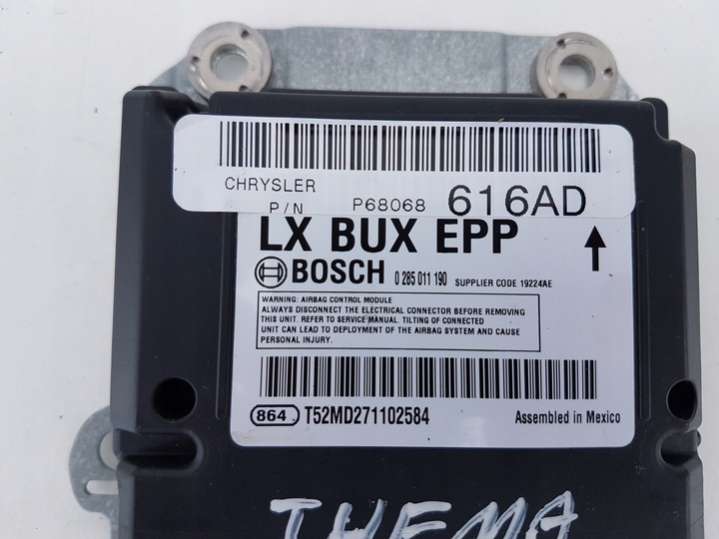 CHRYSLER
P/N P68068 616AD
LX BUX EPP
BOSCH 0 285 011 190 SUPPLIER CODE 19224AE
WARNING: AIRBAG CONTROL MODULE
ALWAYS DISCONNECT THE ELECTRICAL CONNECTOR BEFORE REMOVING
THIS UNIT. REFER TO SERVICE MANUAL. TILTING OF CONNECTED
UNIT CAN LEAD TO DEPLOYMENT OF THE AIRBAG SYSTEM AND CAUSE
PERSONAL INJURY.
864 T52MD271102584 Assembled in Mexico
THEMA